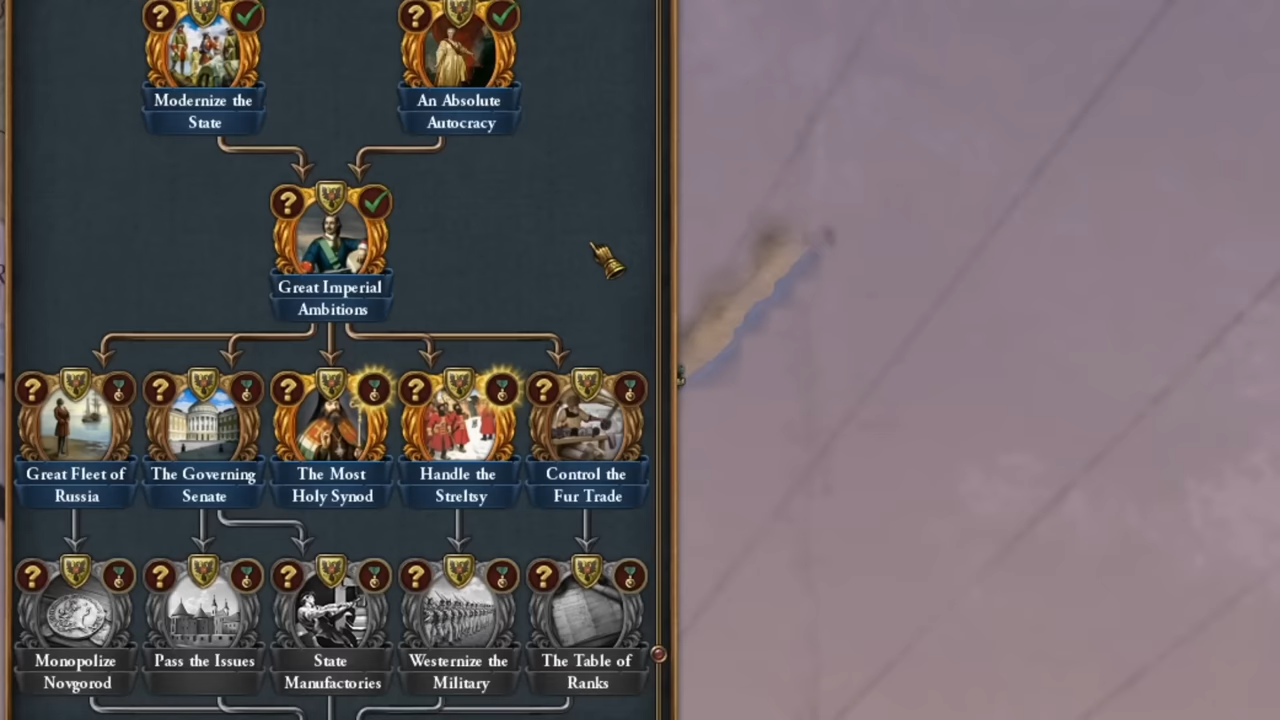 Modernize the
State
An Absolute
Autocracy
Great Imperial
Ambitions
Great Fleet of
Russia
The Governing
Senate
The Most
Holy Synod
Handle the
Streltsy
Control the
Fur Trade
Monopolize
Novgorod
Pass the Issues
State
Manufactories
Westernize the
Military
The Table of
Ranks